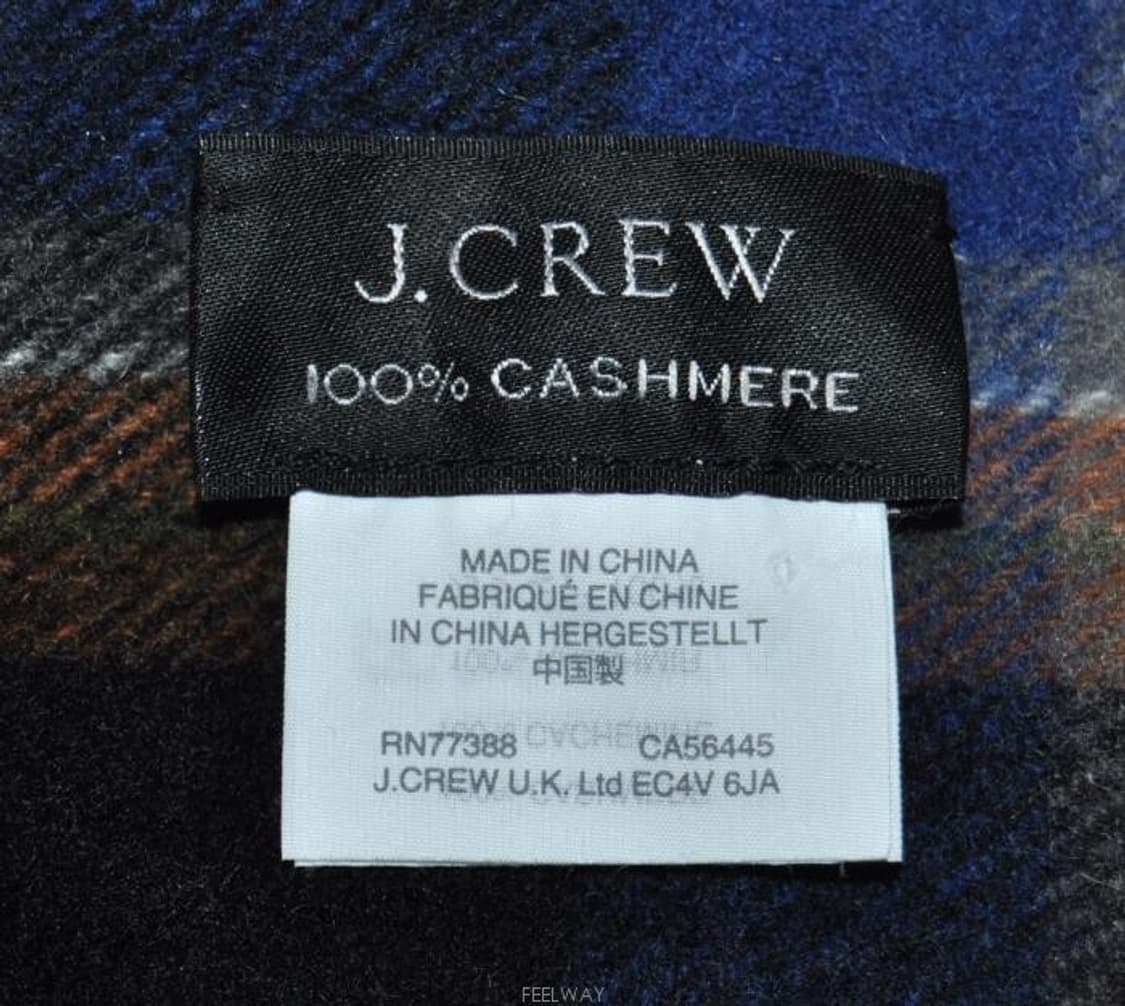 J.CREW
100% CASHMERE
MADE IN CHINA
FABRIQUÉ EN CHINE
IN CHINA HERGESTELLT
中国製
RN77388 CA56445
J.CREW U.K. Ltd EC4V 6JA
FEELWAY